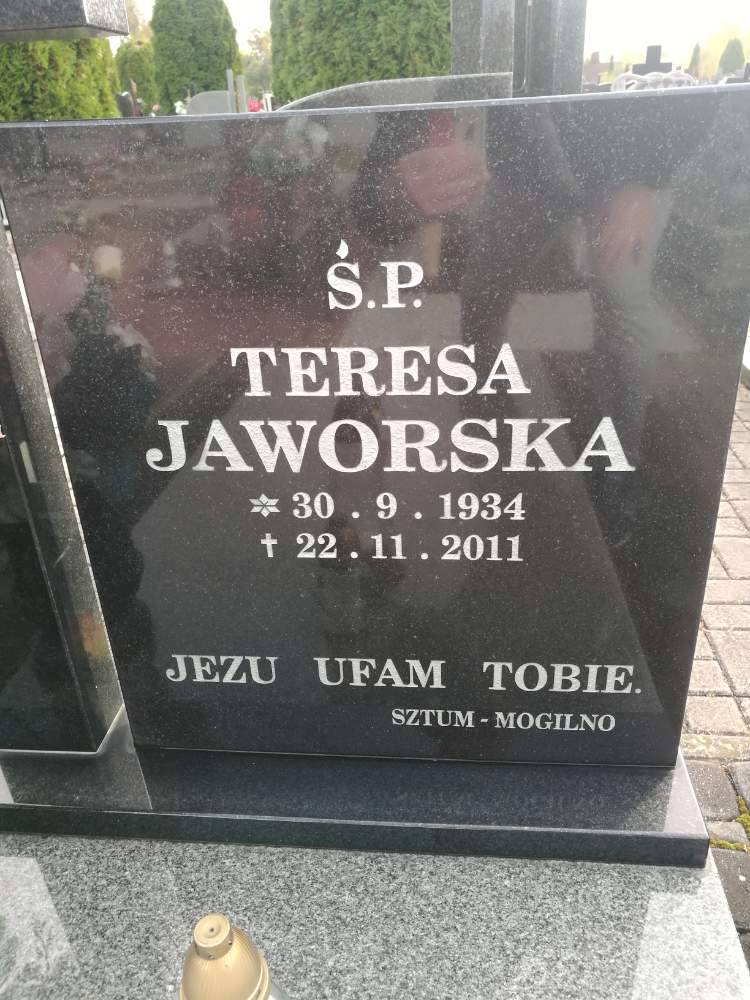 Ś.P.
TERESA
JAWORSKA
✲ 30 . 9 . 1934
† 22 . 11 . 2011
JEZU UFAM TOBIE.
SZTUM - MOGILNO